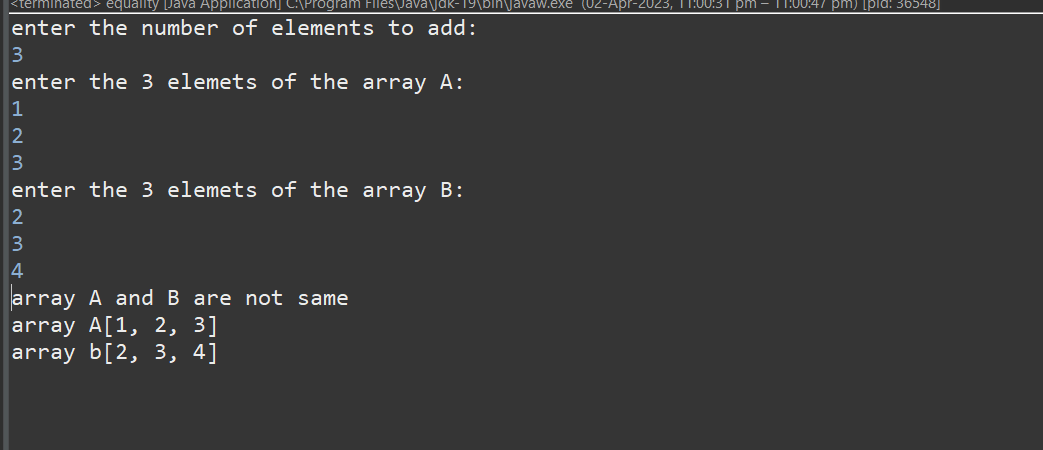 <terminated> equality [Java Application] C:\Program Files\Java\jdk-19\bin\javaw.exe (02-Apr-2023, 11:00:31 pm – 11:00:47 pm) [pid: 36548]
enter the number of elements to add:
3
enter the 3 elemets of the array A:
1
2
3
enter the 3 elemets of the array B:
2
3
4
array A and B are not same
array A[1, 2, 3]
array b[2, 3, 4]